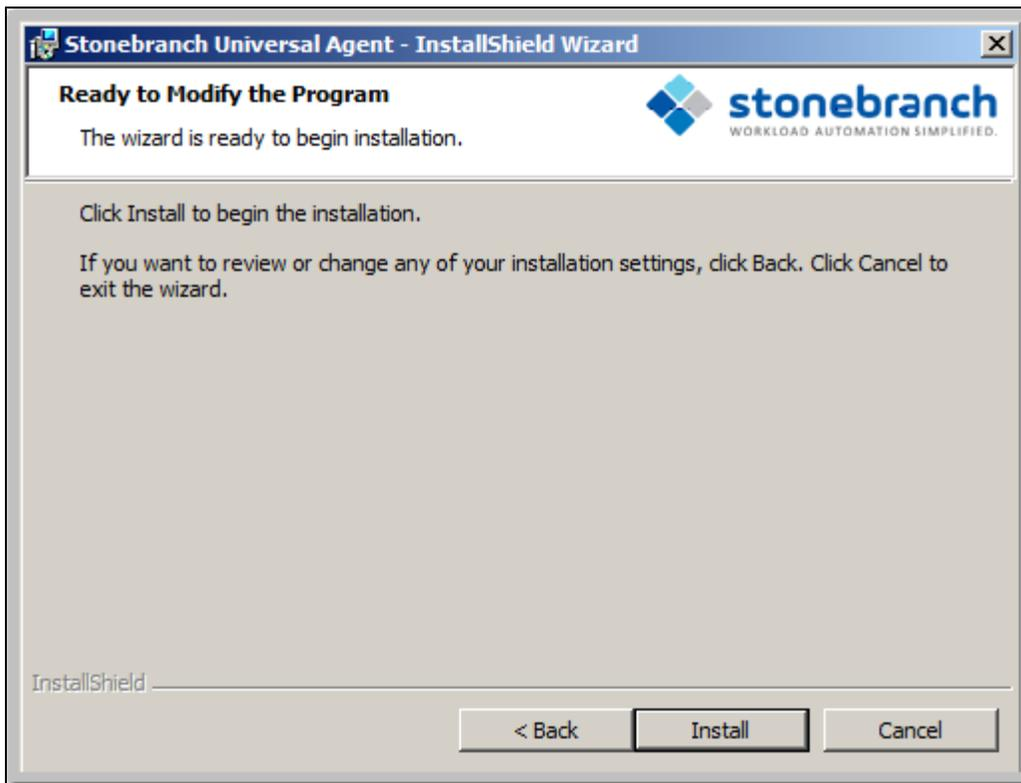 Stonebranch Universal Agent - InstallShield Wizard
Ready to Modify the Program
The wizard is ready to begin installation.
stonebranch
WORKLOAD AUTOMATION SIMPLIFIED.
Click Install to begin the installation.
If you want to review or change any of your installation settings, click Back. Click Cancel to
exit the wizard.
InstallShield
< Back
Install
Cancel